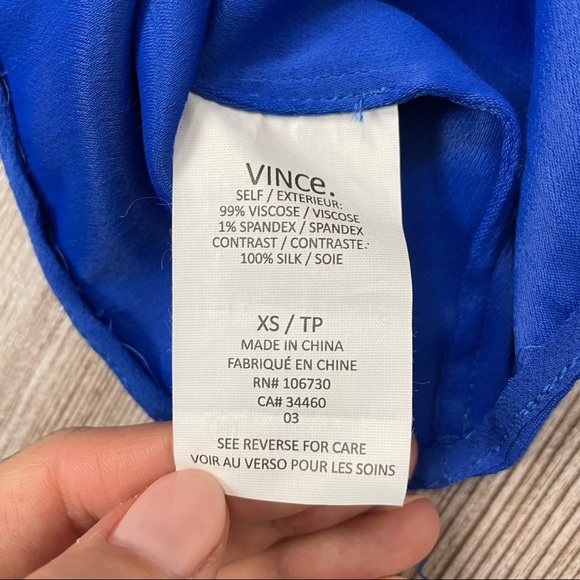 VINCe.
SELF / EXTERIEUR:
99% VISCOSE / VISCOSE
1% SPANDEX / SPANDEX
CONTRAST / CONTRASTE:
100% SILK / SOIE
XS / TP
MADE IN CHINA
FABRIQUÉ EN CHINE
RN# 106730
CA# 34460
03
SEE REVERSE FOR CARE
VOIR AU VERSO POUR LES SOINS